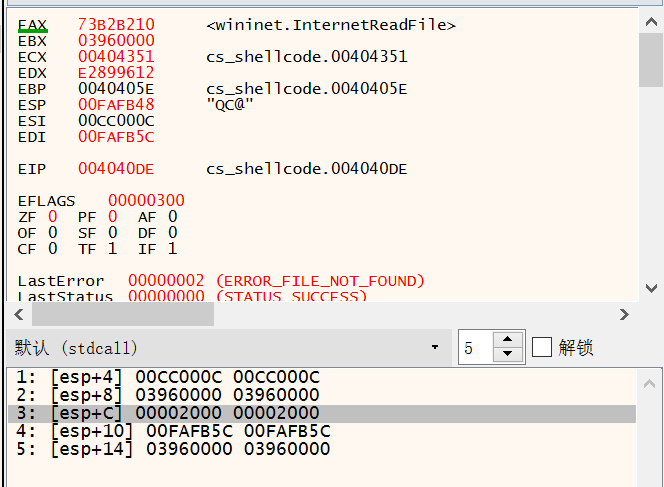 EAX 73B2B210 <wininet.InternetReadFile>
EBX 03960000
ECX 00404351 cs_shellcode.00404351
EDX E2899612
EBP 0040405E cs_shellcode.0040405E
ESP 00FAFB48 "QC@"
ESI 00CC000C
EDI 00FAFB5C
EIP 004040DE cs_shellcode.004040DE
EFLAGS 00000300
ZF 0 PF 0 AF 0
OF 0 SF 0 DF 0
CF 0 TF 1 IF 1
LastError 00000002 (ERROR_FILE_NOT_FOUND)
LastStatus 00000000 (STATUS_SUCCESS)
默认 (stdcall) 5 解锁
1: [esp+4] 00CC000C 00CC000C
2: [esp+8] 03960000 03960000
3: [esp+C] 00002000 00002000
4: [esp+10] 00FAFB5C 00FAFB5C
5: [esp+14] 03960000 03960000